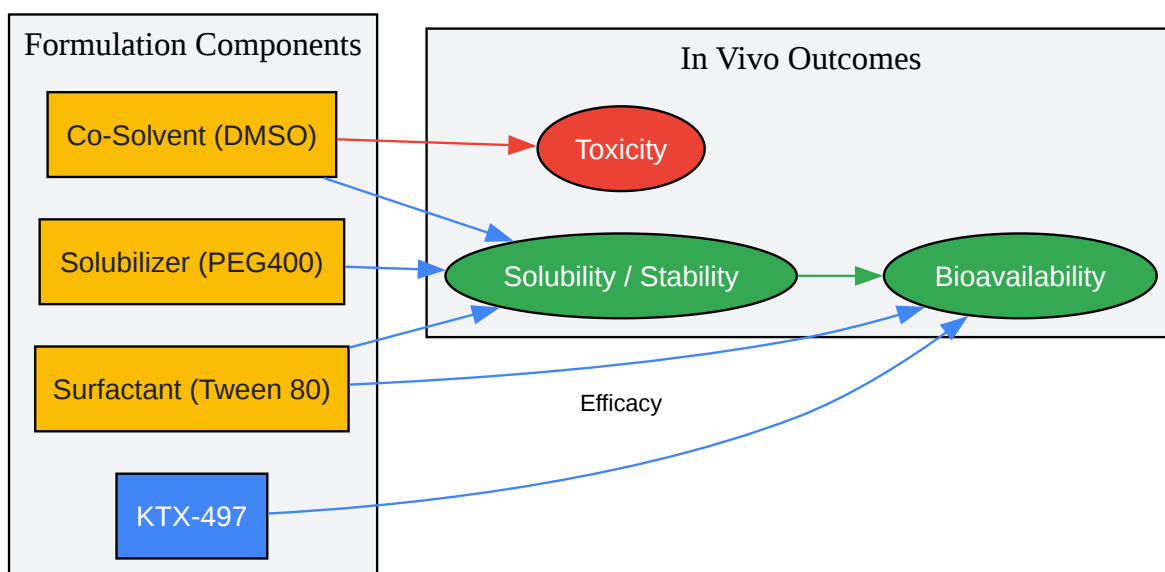 Formulation Components
Co-Solvent (DMSO)
Solubilizer (PEG400)
Surfactant (Tween 80)
KTX-497
In Vivo Outcomes
Toxicity
Solubility / Stability
Bioavailability
Efficacy